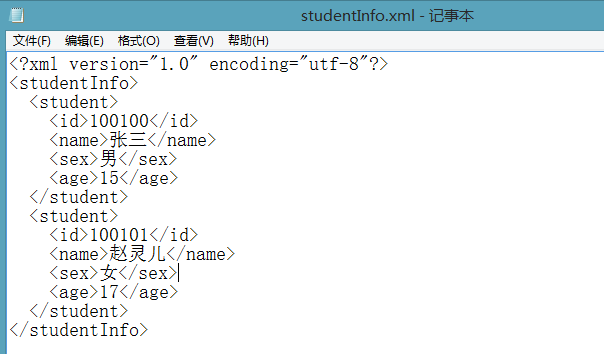 studentInfo.xml - 记事本
文件(F) 编辑(E) 格式(O) 查看(V) 帮助(H)
<?xml version="1.0" encoding="utf-8"?>
<studentInfo>
  <student>
    <id>100100</id>
    <name>张三</name>
    <sex>男</sex>
    <age>15</age>
  </student>
  <student>
    <id>100101</id>
    <name>赵灵儿</name>
    <sex>女</sex>
    <age>17</age>
  </student>
</studentInfo>